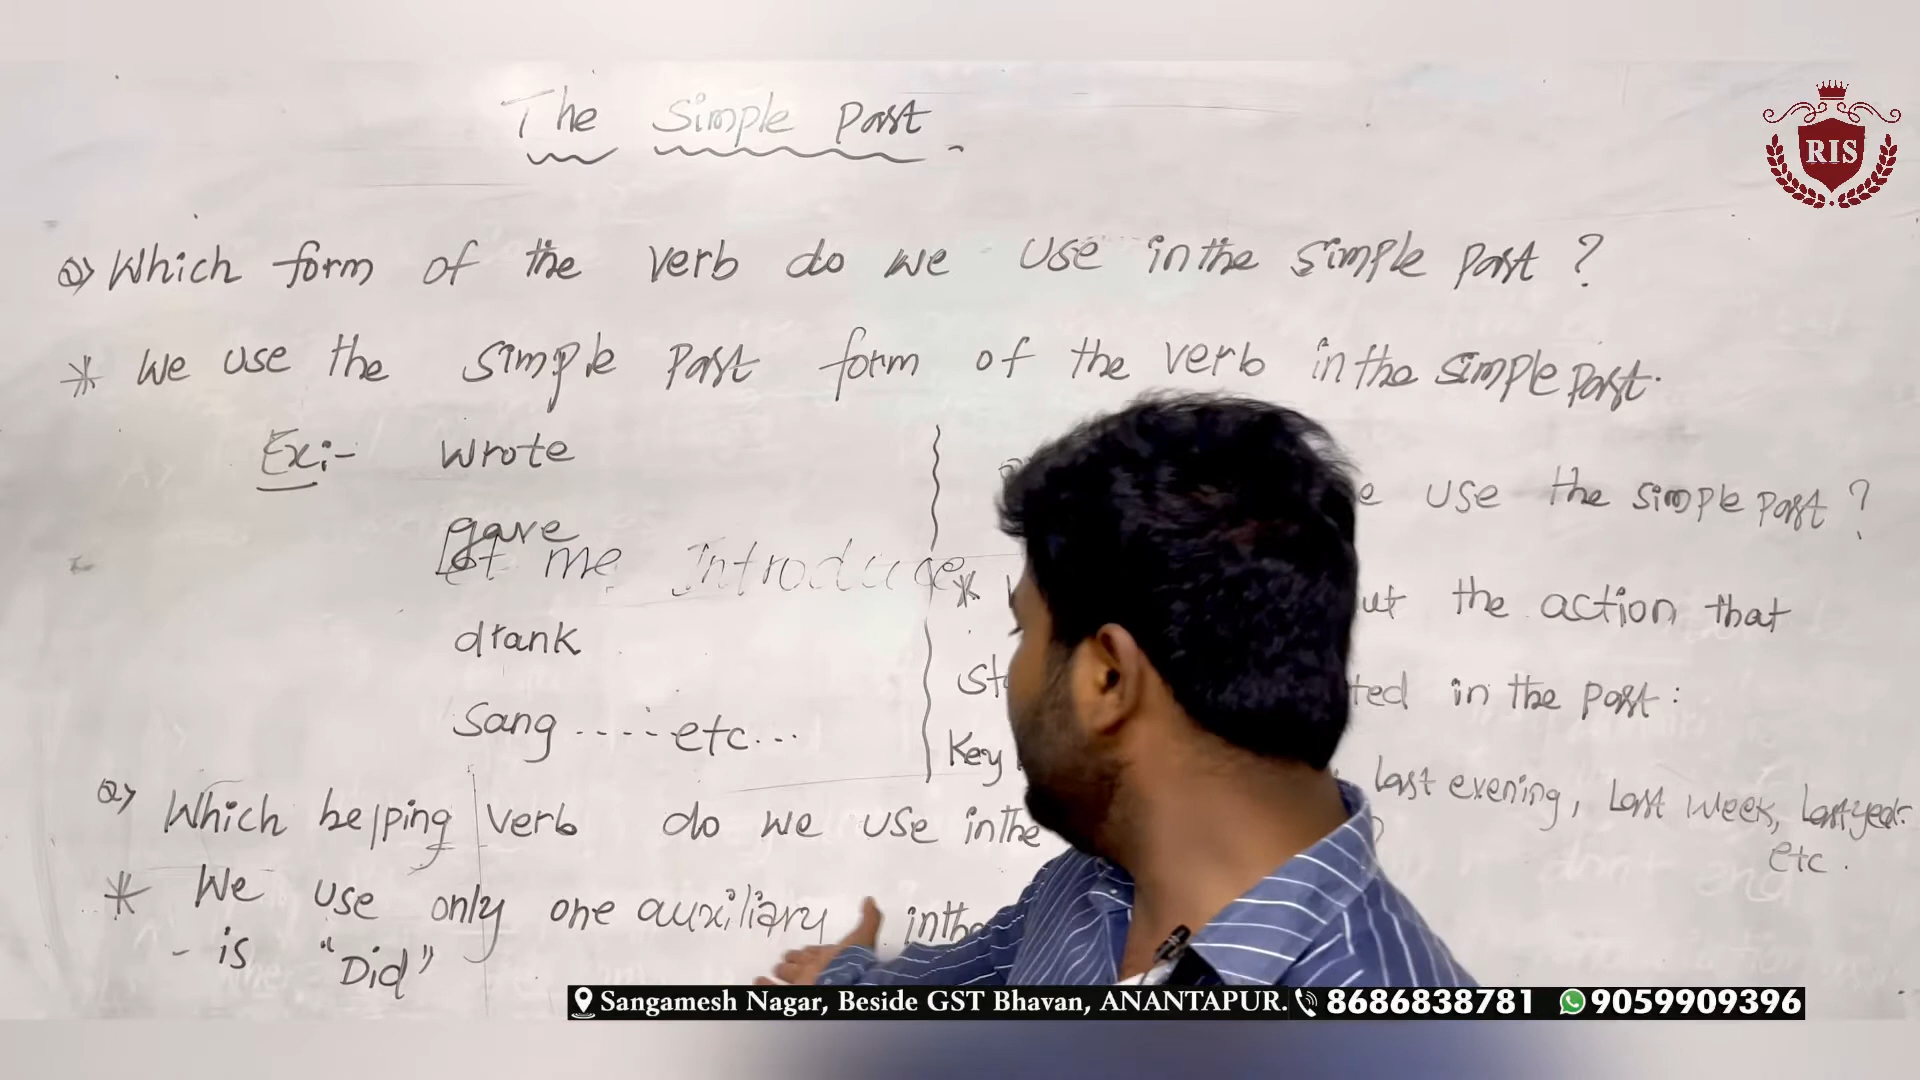 The Simple Past
RIS
Q) Which form of the verb do we use in the simple past ?
* We use the simple past form of the verb in the simple past.
Ex:- wrote
gave
Let me Introduce
drank
Sang ..... etc...
use the simple past ?
* the action that
in the past :
Key last evening, last week, last year.
etc .
Q) Which helping verb do we use in the
* We use only one auxiliary in the
- is "Did"
Sangamesh Nagar, Beside GST Bhavan, ANANTAPUR. 8686838781 9059909396